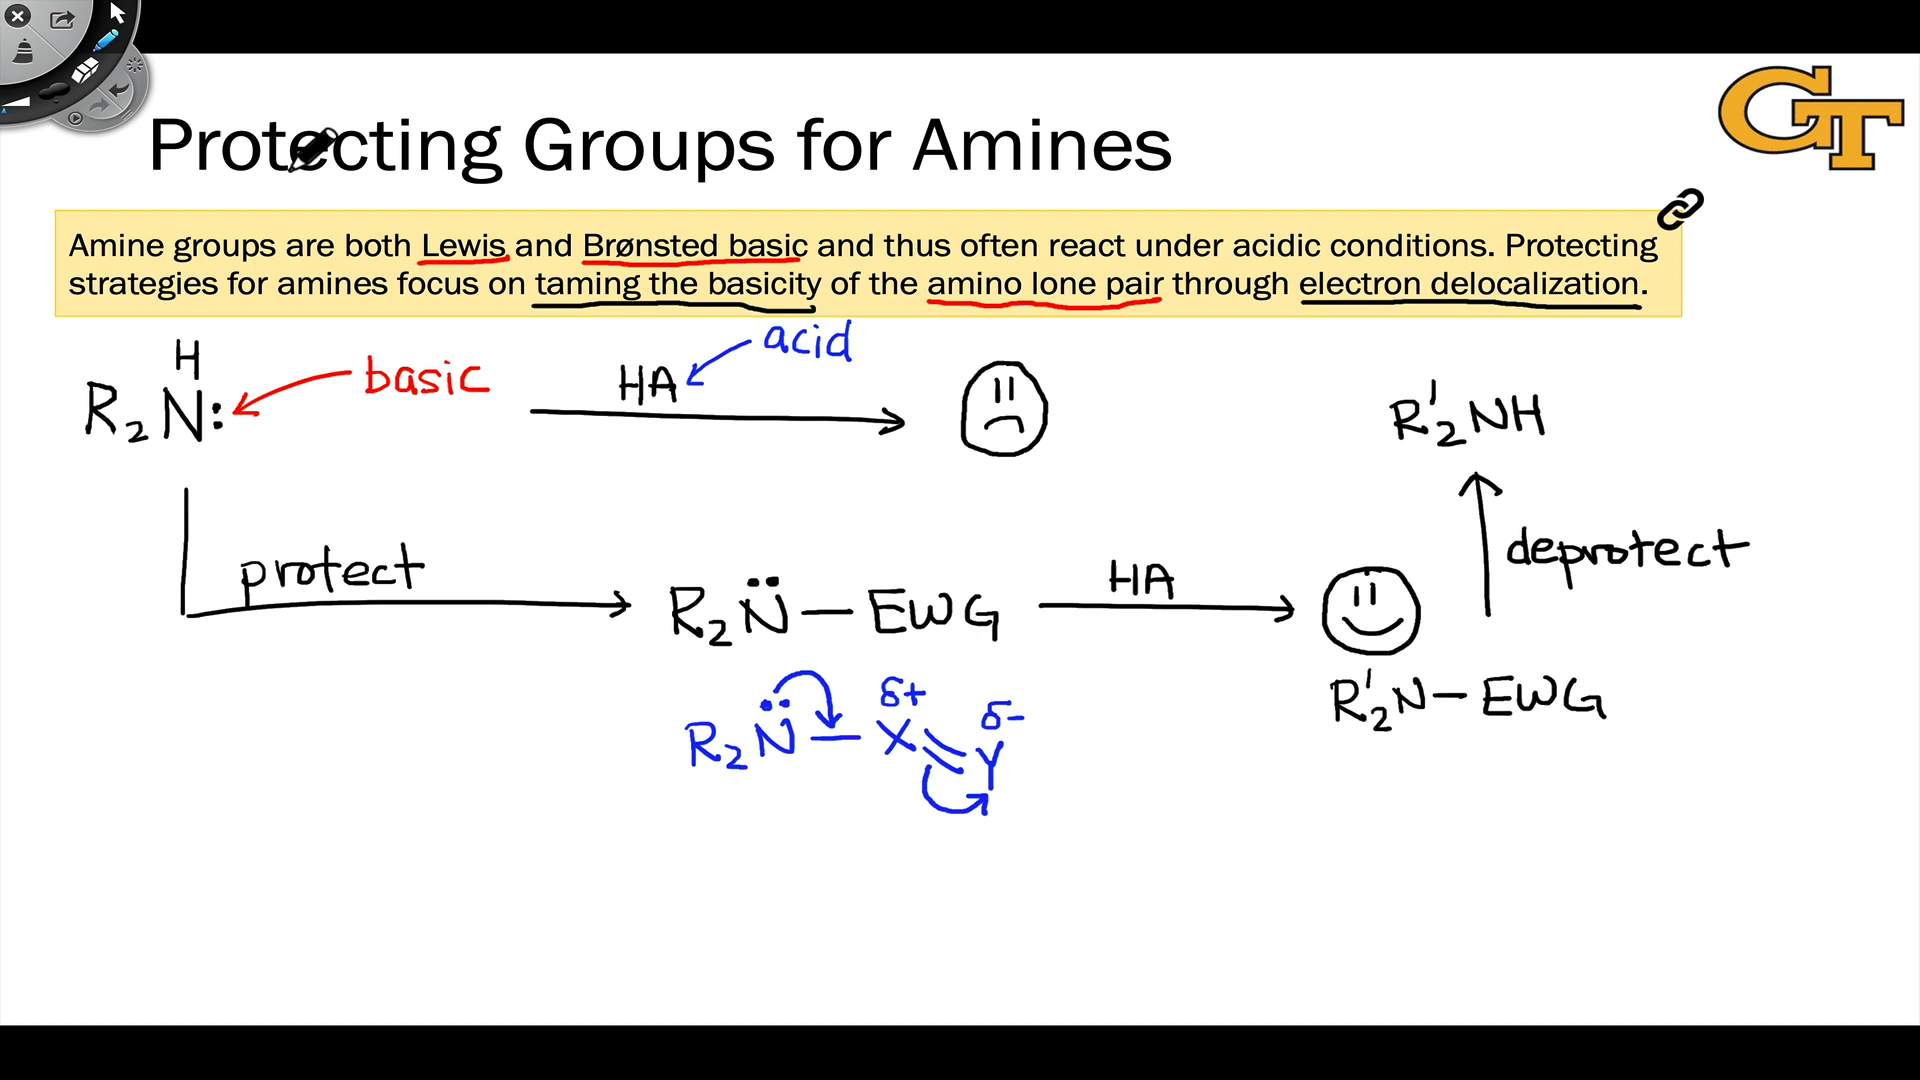 GT
Protecting Groups for Amines
Amine groups are both Lewis and Brønsted basic and thus often react under acidic conditions. Protecting
strategies for amines focus on taming the basicity of the amino lone pair through electron delocalization.
acid
H
basic
HA
R₂N:
R'₂NH
protect
deprotect
HA
R₂N̈ — EWG
δ+
δ-
R₂N̈ — X=Y
R'₂N — EWG